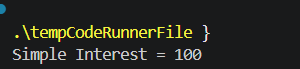 .\tempCodeRunnerFile }
Simple Interest = 100